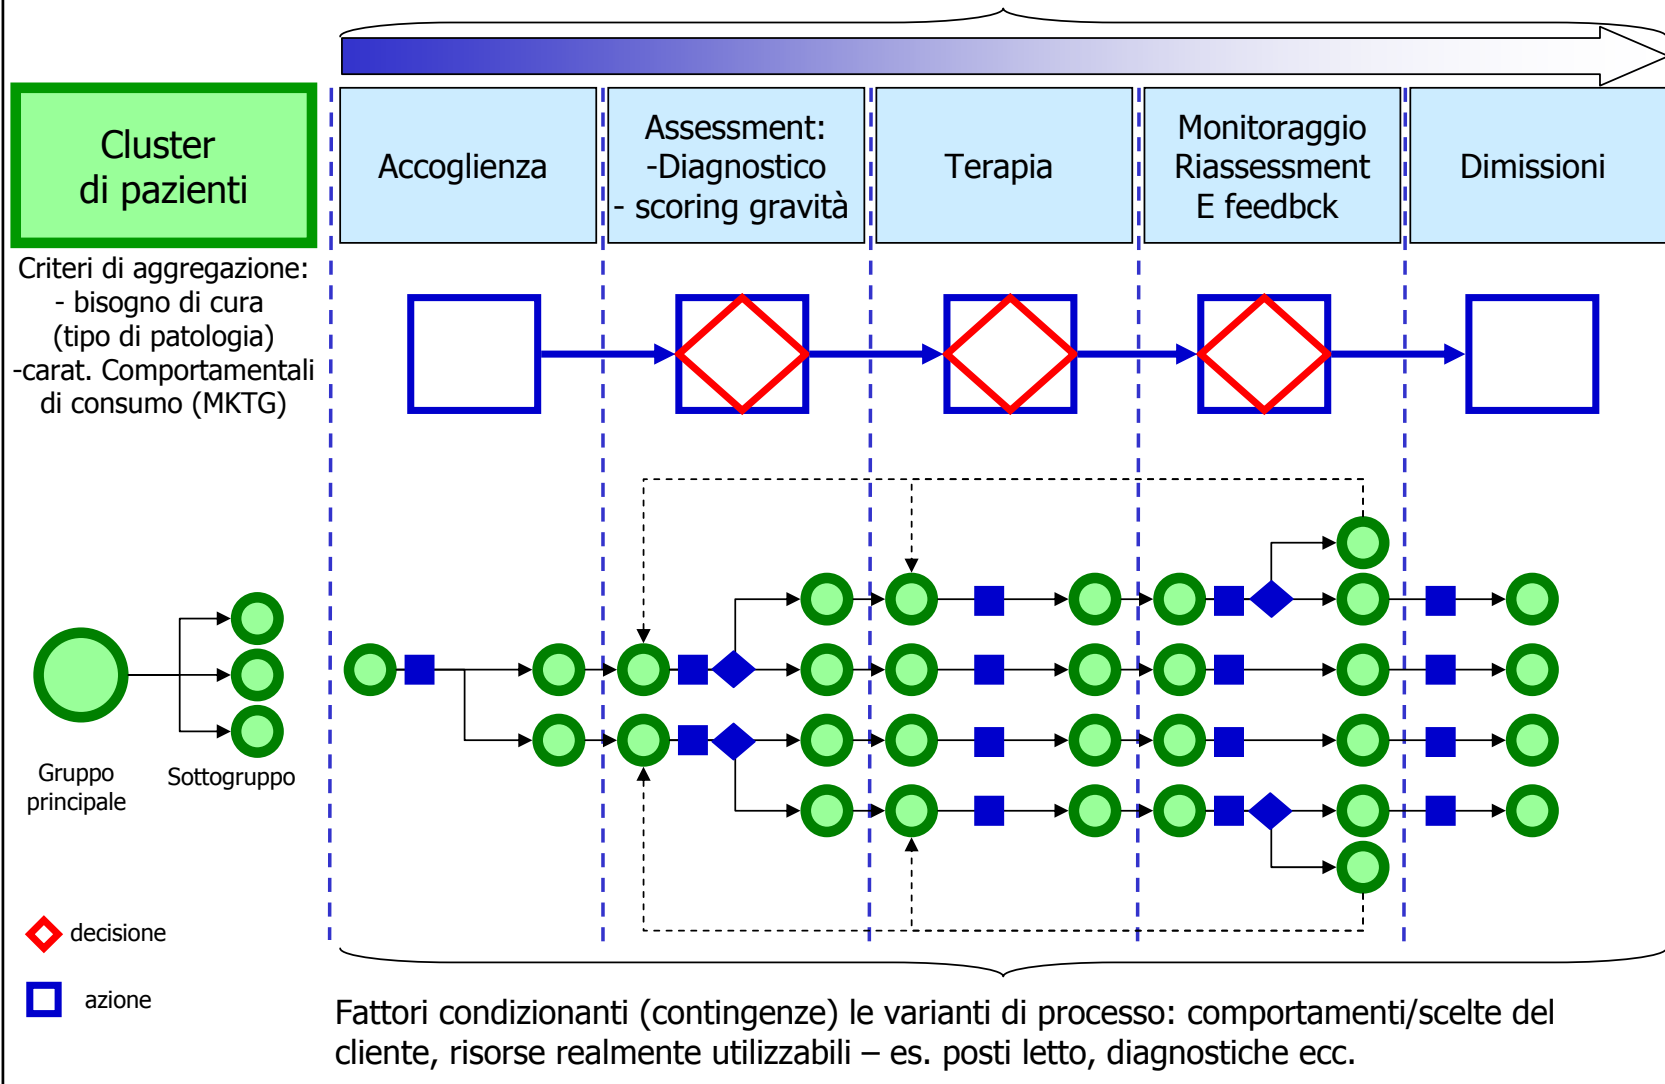 Cluster
di pazienti
Accoglienza
Assessment:
-Diagnostico
- scoring gravità
Terapia
Monitoraggio
Riassessment
E feedbck
Dimissioni
Criteri di aggregazione:
- bisogno di cura
(tipo di patologia)
-carat. Comportamentali
di consumo (MKTG)
Gruppo
principale
Sottogruppo
decisione
azione
Fattori condizionanti (contingenze) le varianti di processo: comportamenti/scelte del
cliente, risorse realmente utilizzabili – es. posti letto, diagnostiche ecc.